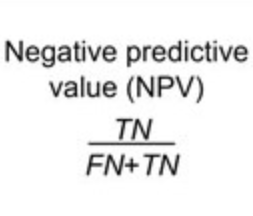 Negative predictive
value (NPV)
TN
FN+TN